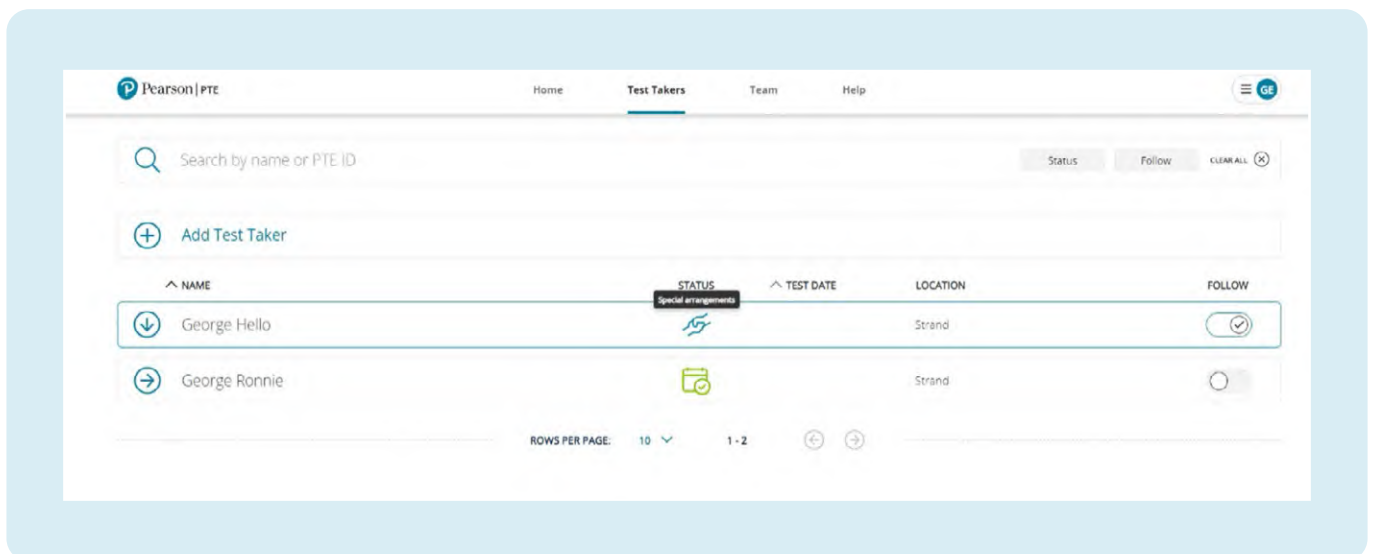 Pearson | PTE Home Test Takers Team Help GE
Search by name or PTE ID Status Follow CLEAR ALL
Add Test Taker
NAME STATUS TEST DATE LOCATION FOLLOW
Special arrangements
George Hello Strand
George Ronnie Strand
ROWS PER PAGE: 10 1 - 2